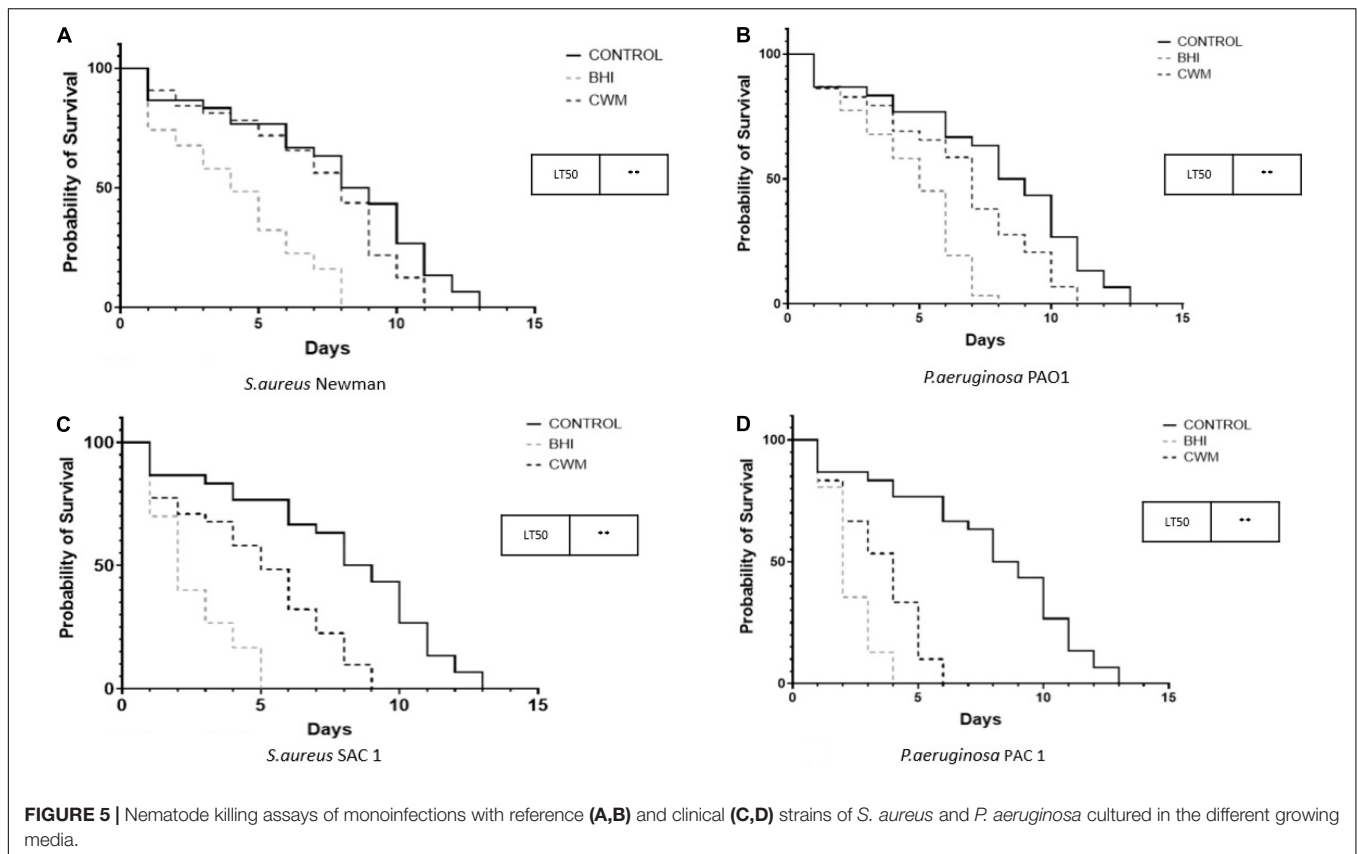 A
CONTROL
BHI
CWM
100
50
0
Probability of Survival
LT50 **
0 5 10 15
Days
S.aureus Newman
B
CONTROL
BHI
CWM
100
50
0
Probability of Survival
LT50 **
0 5 10 15
Days
P.aeruginosa PAO1
C
CONTROL
BHI
CWM
100
50
0
Probability of Survival
LT50 **
0 5 10 15
Days
S.aureus SAC 1
D
CONTROL
BHI
CWM
100
50
0
Probability of Survival
LT50 **
0 5 10 15
Days
P.aeruginosa PAC 1
FIGURE 5 | Nematode killing assays of monoinfections with reference (A,B) and clinical (C,D) strains of S. aureus and P. aeruginosa cultured in the different growing
media.